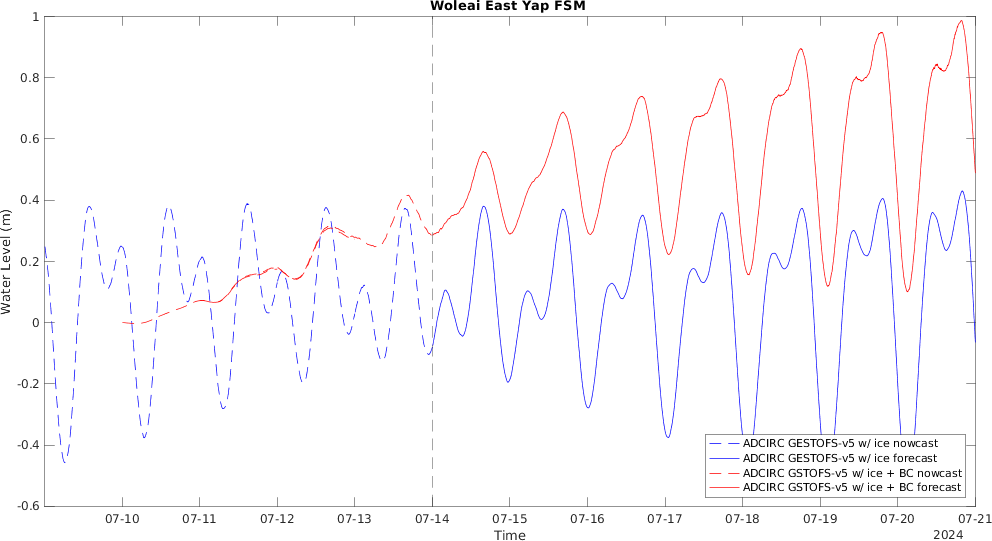 Woleai East Yap FSM
1
0.8
0.6
0.4
0.2
0
-0.2
-0.4
-0.6
Water Level (m)
ADCIRC GESTOFS-v5 w/ ice nowcast
ADCIRC GESTOFS-v5 w/ ice forecast
ADCIRC GSTOFS-v5 w/ ice + BC nowcast
ADCIRC GSTOFS-v5 w/ ice + BC forecast
07-10 07-11 07-12 07-13 07-14 07-15 07-16 07-17 07-18 07-19 07-20 07-21
Time
2024